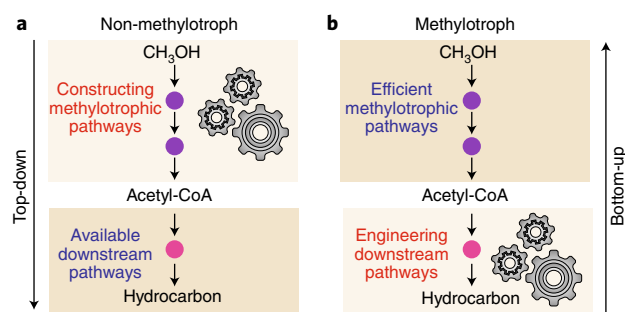 a
Non-methylotroph
CH₃OH
Constructing
methylotrophic
pathways
Acetyl-CoA
Available
downstream
pathways
Hydrocarbon
Top-down
b
Methylotroph
CH₃OH
Efficient
methylotrophic
pathways
Acetyl-CoA
Engineering
downstream
pathways
Hydrocarbon
Bottom-up